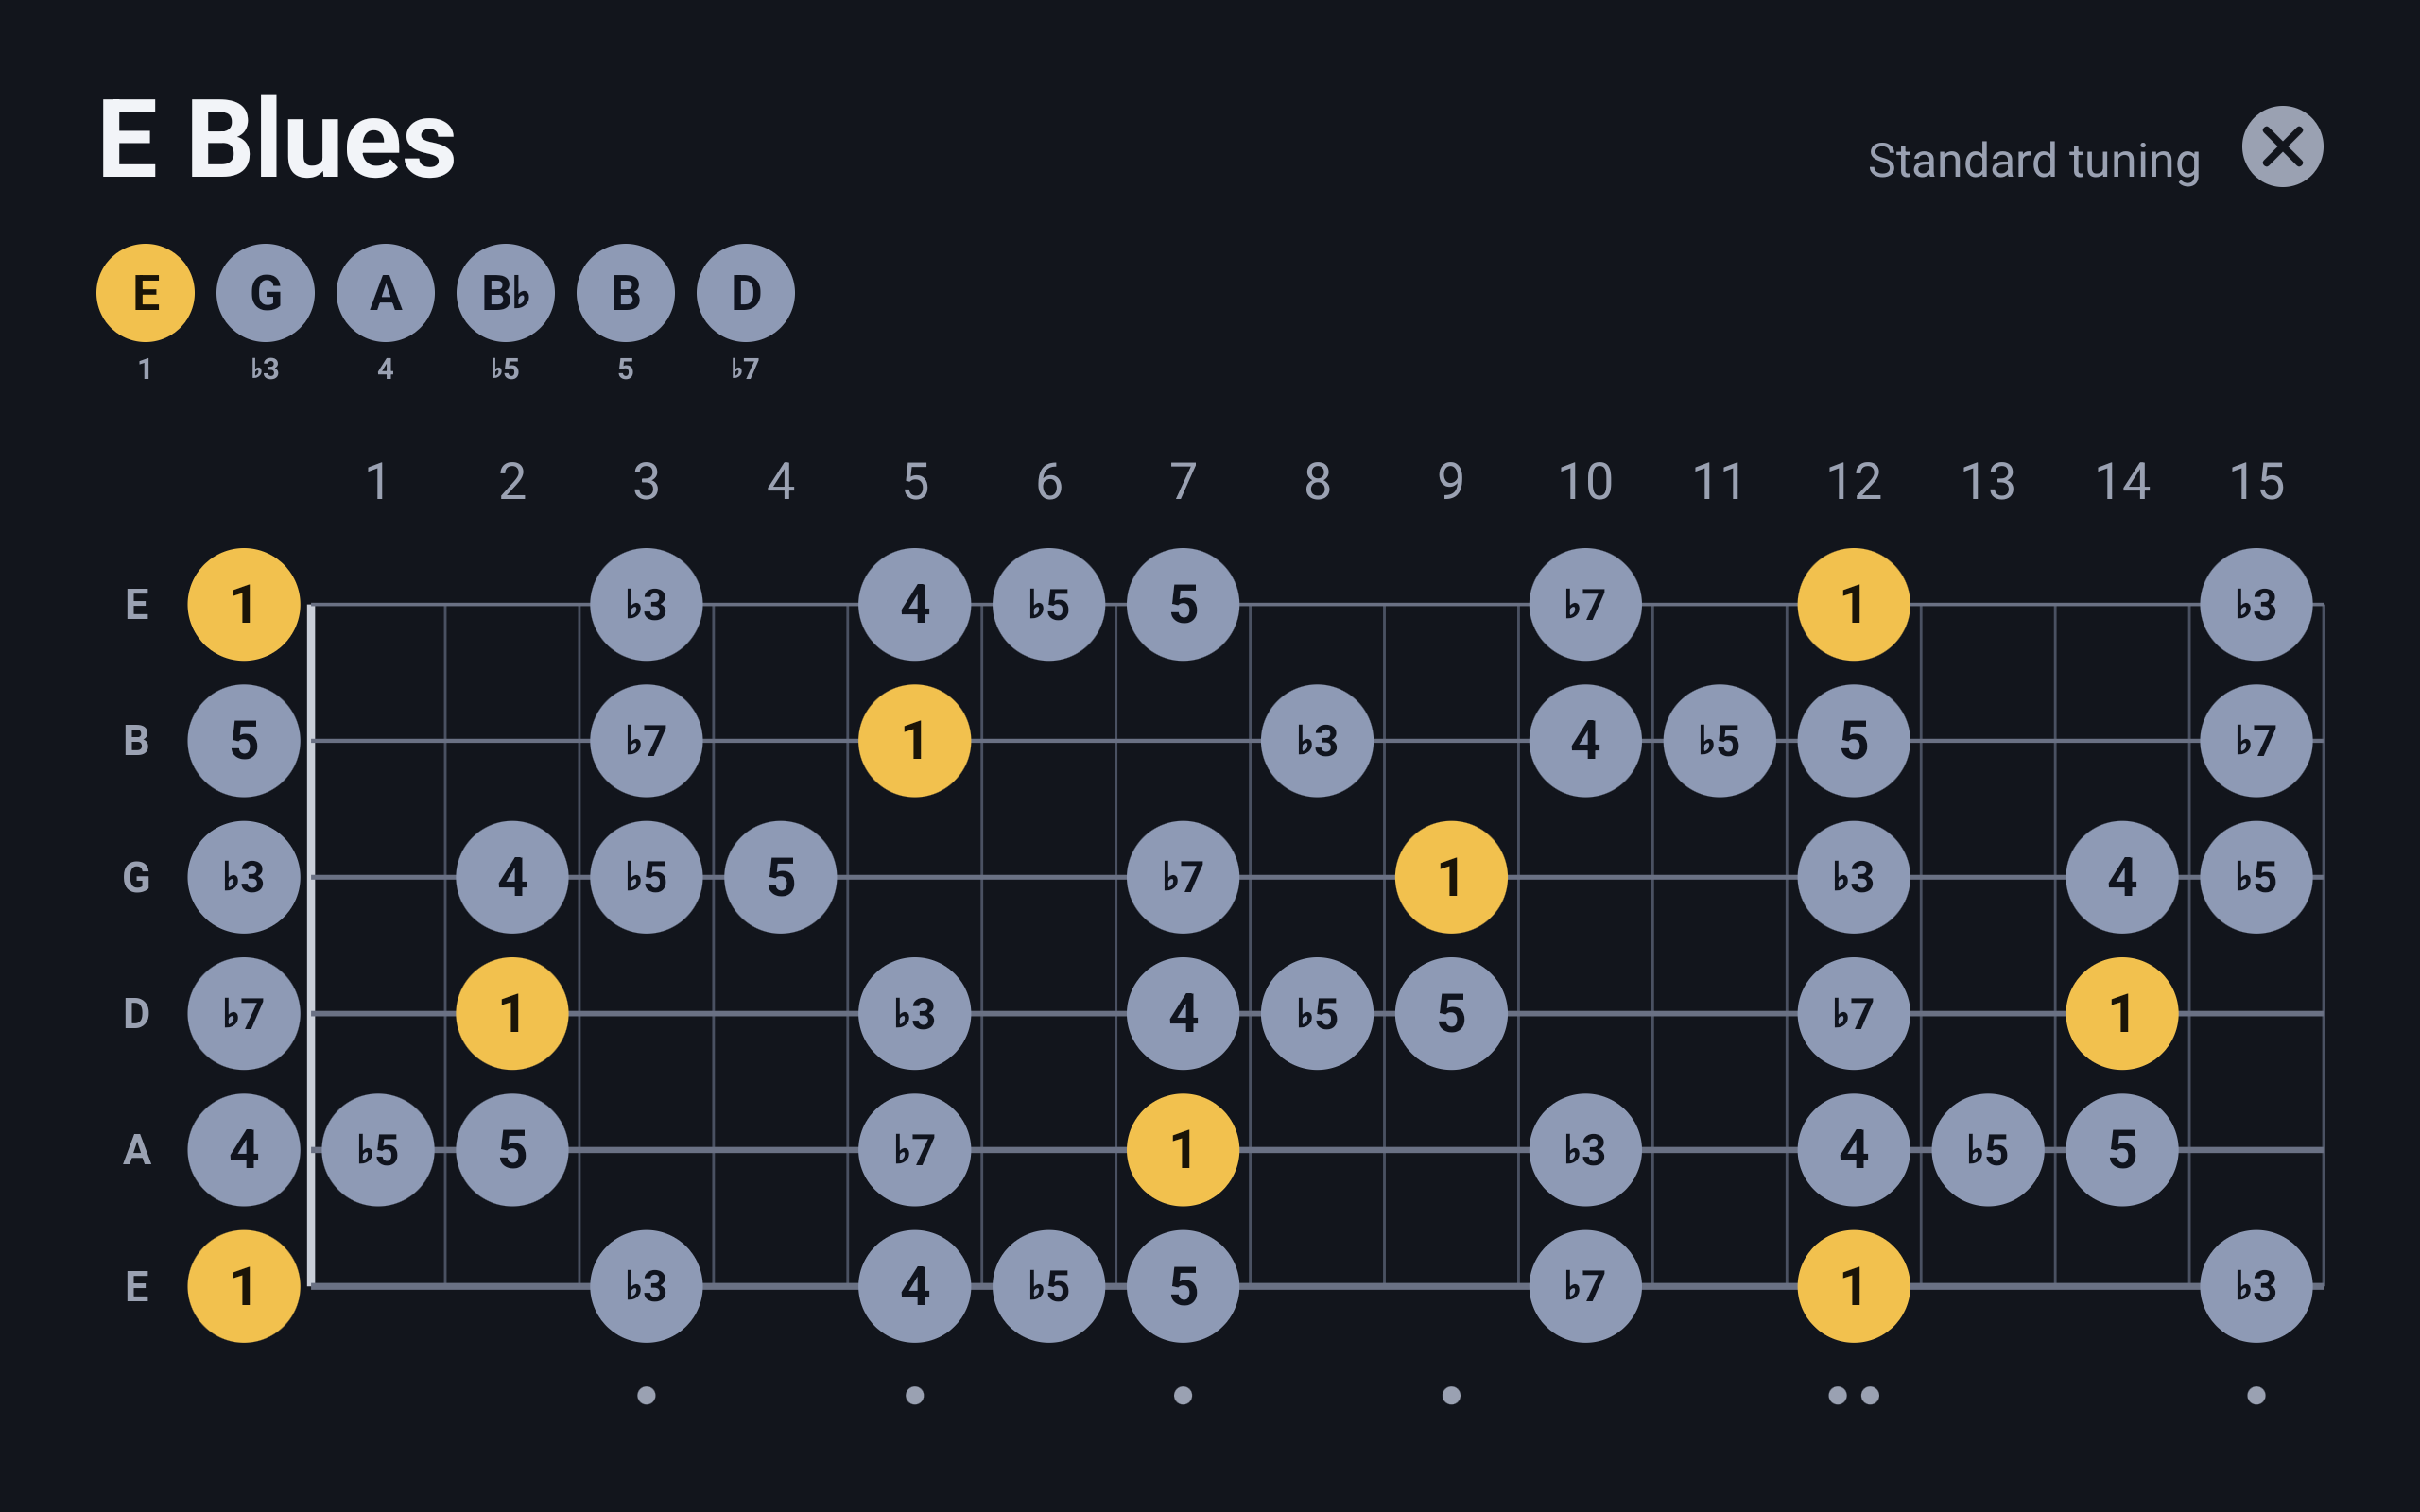 E Blues
Standard tuning
E G A B♭ B D
1 ♭3 4 ♭5 5 ♭7
1 2 3 4 5 6 7 8 9 10 11 12 13 14 15
E 1 ♭3 4 ♭5 5 ♭7 1 ♭3
B 5 ♭7 1 ♭3 4 ♭5 5 ♭7
G ♭3 4 ♭5 5 ♭7 1 ♭3 4 ♭5
D ♭7 1 ♭3 4 ♭5 5 ♭7 1
A 4 ♭5 5 ♭7 1 ♭3 4 ♭5 5
E 1 ♭3 4 ♭5 5 ♭7 1 ♭3